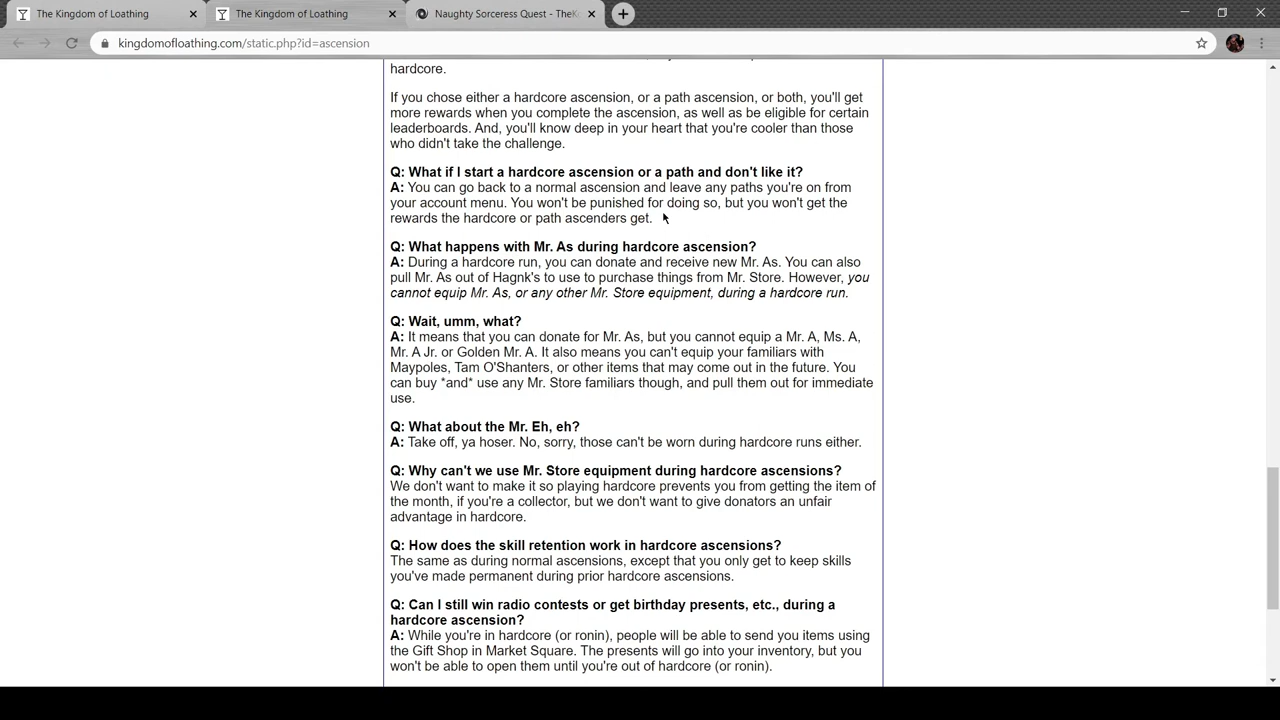 The Kingdom of Loathing
The Kingdom of Loathing
Naughty Sorceress Quest - TheK
kingdomofloathing.com/static.php?id=ascension
hardcore.
If you chose either a hardcore ascension, or a path ascension, or both, you'll get
more rewards when you complete the ascension, as well as be eligible for certain
leaderboards. And, you'll know deep in your heart that you're cooler than those
who didn't take the challenge.
Q: What if I start a hardcore ascension or a path and don't like it?
A: You can go back to a normal ascension and leave any paths you're on from
your account menu. You won't be punished for doing so, but you won't get the
rewards the hardcore or path ascenders get.
Q: What happens with Mr. As during hardcore ascension?
A: During a hardcore run, you can donate and receive new Mr. As. You can also
pull Mr. As out of Hagnk's to use to purchase things from Mr. Store. However, you
cannot equip Mr. As, or any other Mr. Store equipment, during a hardcore run.
Q: Wait, umm, what?
A: It means that you can donate for Mr. As, but you cannot equip a Mr. A, Ms. A,
Mr. A Jr. or Golden Mr. A. It also means you can't equip your familiars with
Maypoles, Tam O'Shanters, or other items that may come out in the future. You
can buy *and* use any Mr. Store familiars though, and pull them out for immediate
use.
Q: What about the Mr. Eh, eh?
A: Take off, ya hoser. No, sorry, those can't be worn during hardcore runs either.
Q: Why can't we use Mr. Store equipment during hardcore ascensions?
We don't want to make it so playing hardcore prevents you from getting the item of
the month, if you're a collector, but we don't want to give donators an unfair
advantage in hardcore.
Q: How does the skill retention work in hardcore ascensions?
The same as during normal ascensions, except that you only get to keep skills
you've made permanent during prior hardcore ascensions.
Q: Can I still win radio contests or get birthday presents, etc., during a
hardcore ascension?
A: While you're in hardcore (or ronin), people will be able to send you items using
the Gift Shop in Market Square. The presents will go into your inventory, but you
won't be able to open them until you're out of hardcore (or ronin).